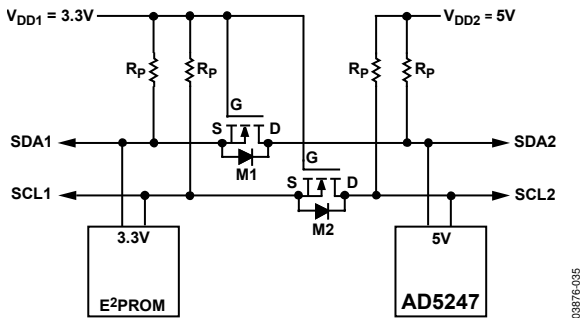 VDD1 = 3.3V
VDD2 = 5V
RP RP RP RP
G
SDA1 S D SDA2
M1
G
SCL1 S D SCL2
M2
3.3V 5V
E2PROM AD5247
03876-035